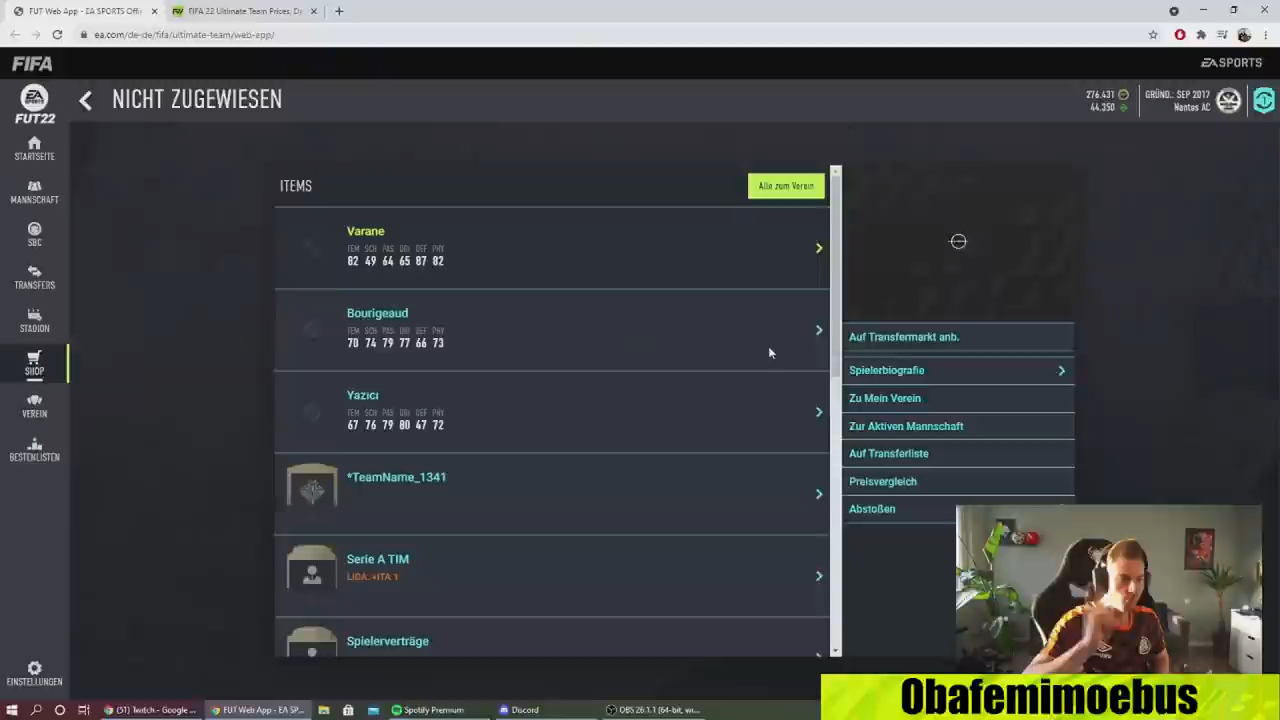 FUT Web App - EA SPORTS Offi
FIFA 22 Ultimate Team Prices, D
ea.com/de-de/fifa/ultimate-team/web-app/
FIFA
EA SPORTS
EA SPORTS
FUT22
NICHT ZUGEWIESEN
276.431
44.350
GRÜND.: SEP 2017
Nantes AC
STARTSEITE
MANNSCHAFT
SBC
TRANSFERS
STADION
SHOP
VEREIN
BESTENLISTEN
EINSTELLUNGEN
ITEMS
Alle zum Verein
Varane
TEM SCH PAS DRI DEF PHY
82 49 64 65 87 82
Bourigeaud
TEM SCH PAS DRI DEF PHY
70 74 79 77 66 73
Yazıcı
TEM SCH PAS DRI DEF PHY
67 76 79 80 47 72
*TeamName_1341
Serie A TIM
LIGA: *ITA 1
Spielerverträge
Auf Transfermarkt anb.
Spielerbiografie
Zu Mein Verein
Zur Aktiven Mannschaft
Auf Transferliste
Preisvergleich
Abstoßen
Obafemimoebus
(51) Twitch - Google ...
FUT Web App - EA SP...
Spotify Premium
Discord
OBS 26.1.1 (64-bit, w...